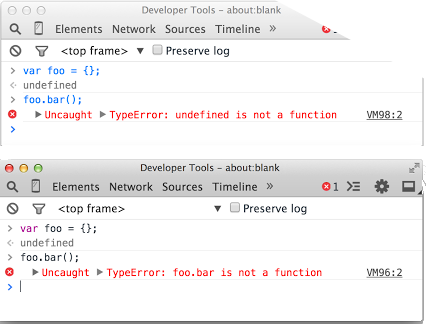 Developer Tools - about:blank
Elements Network Sources Timeline »
<top frame> ▼ Preserve log
> var foo = {};
<· undefined
> foo.bar();
▶Uncaught ▶TypeError: undefined is not a function VM98:2
>
Developer Tools - about:blank
Elements Network Sources Timeline » 1
<top frame> ▼ Preserve log
> var foo = {};
<· undefined
> foo.bar();
▶Uncaught ▶TypeError: foo.bar is not a function VM96:2
>